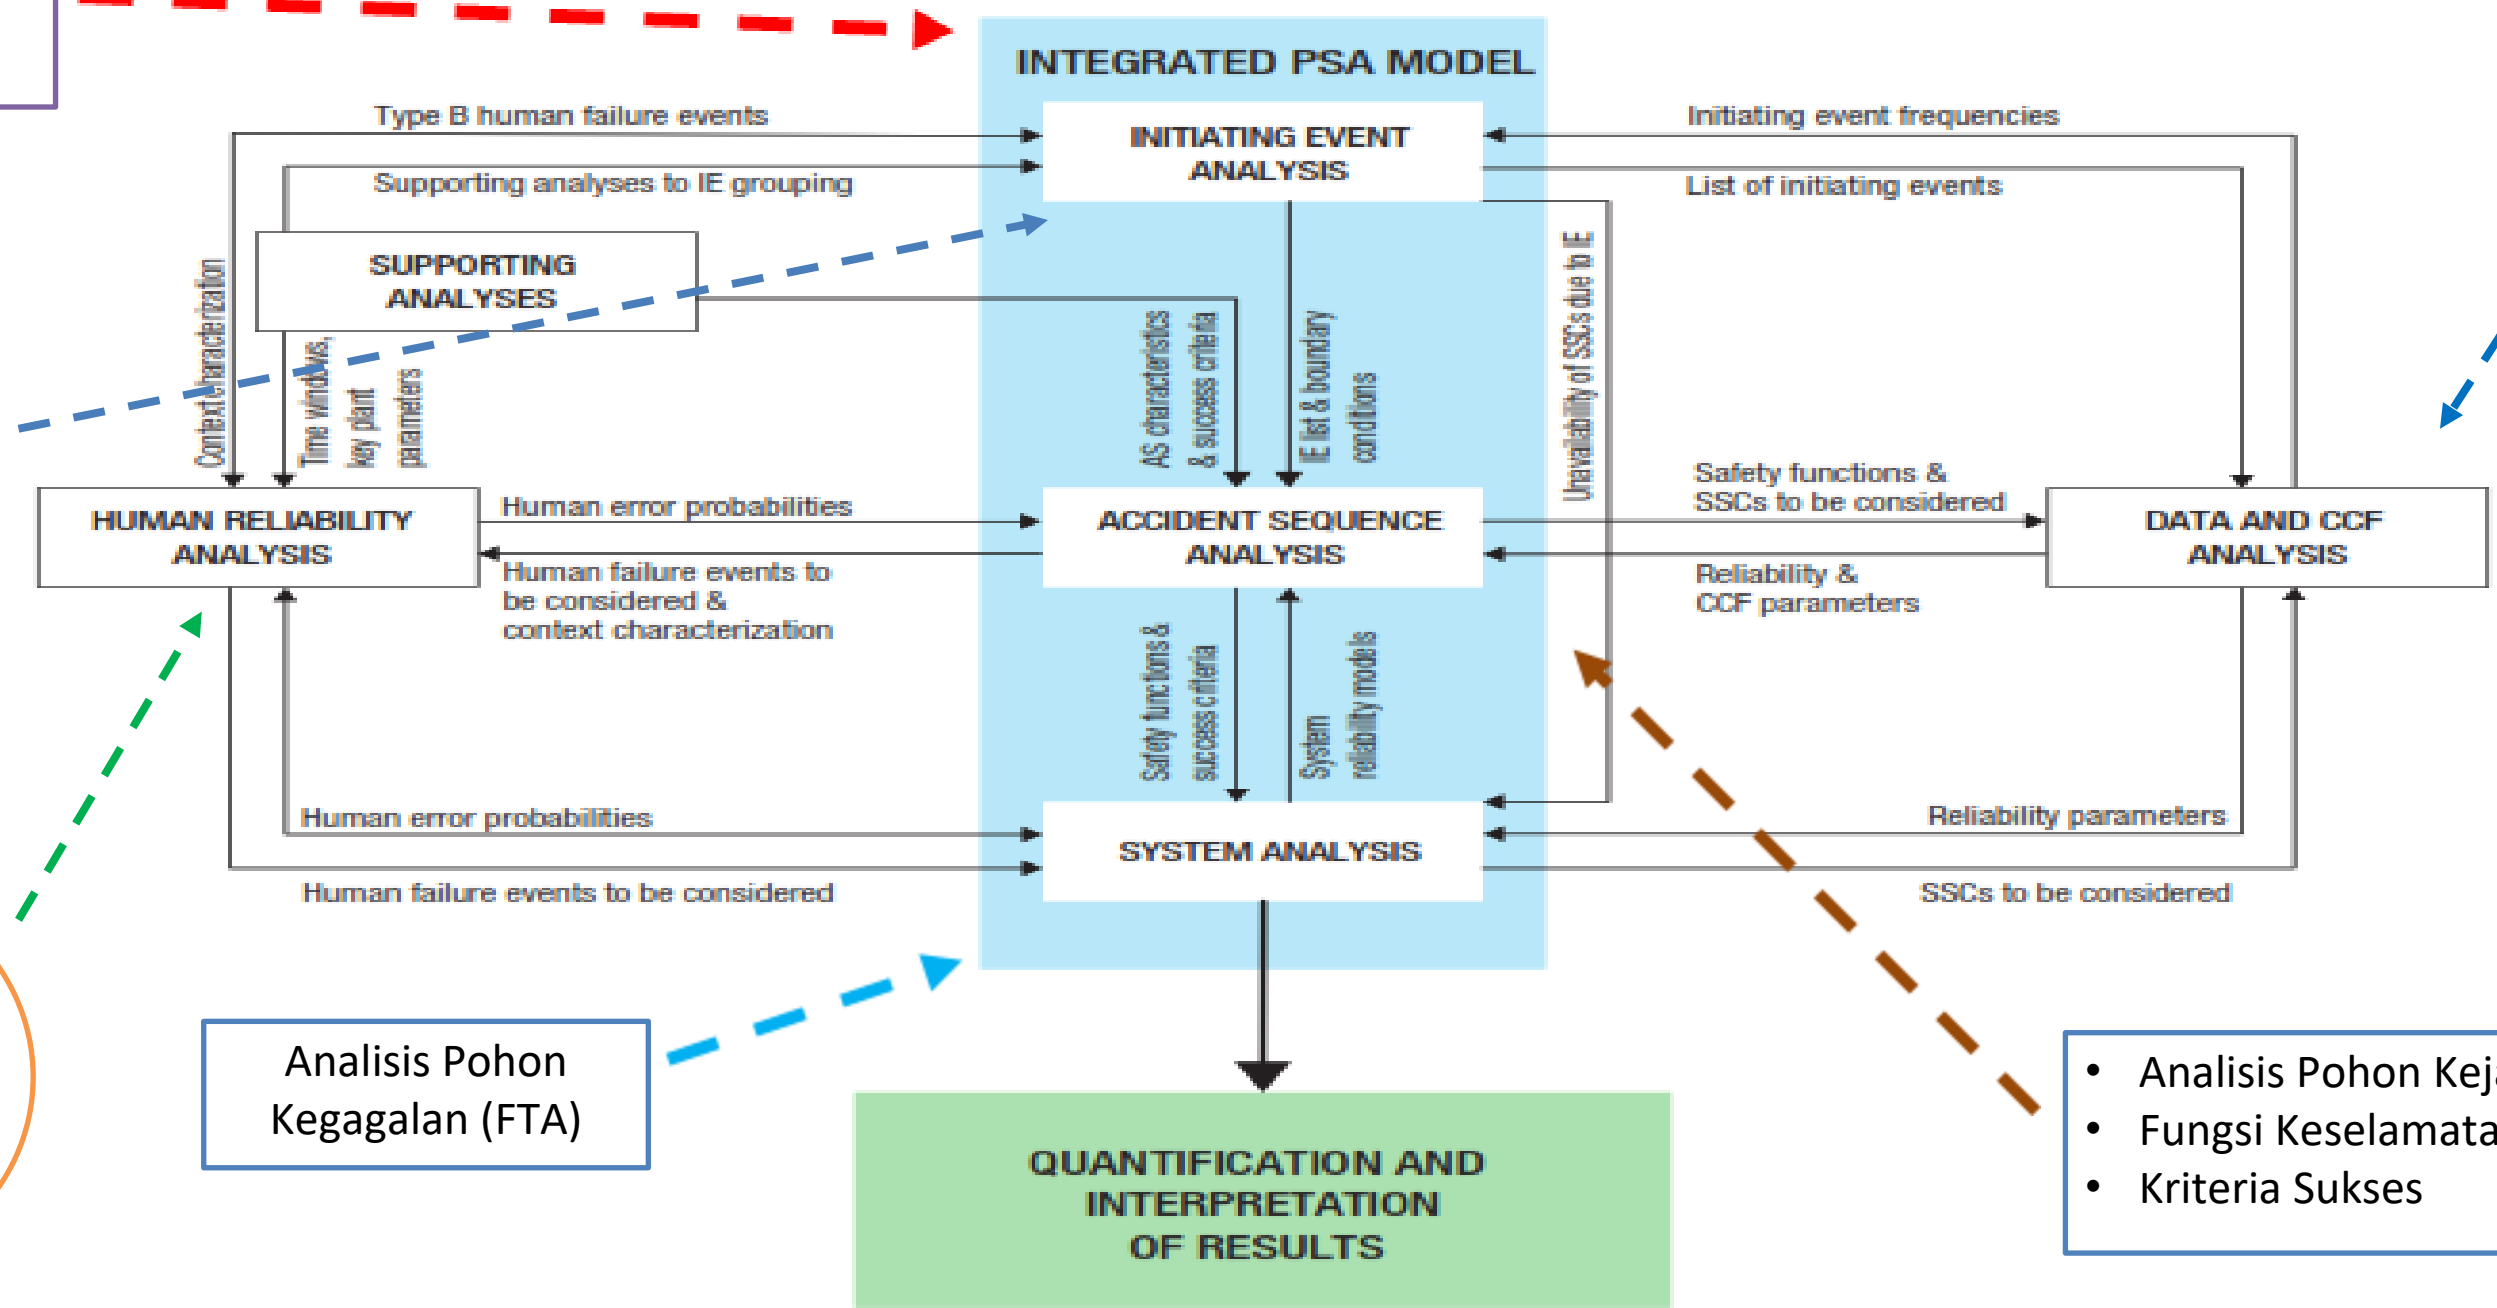 INTEGRATED PSA MODEL
Type B human failure events
INITIATING EVENT
ANALYSIS
Initiating event frequencies
Supporting analyses to IE grouping
List of initiating events
SUPPORTING
ANALYSES
Context characterization
Time windows,
key plant
parameters
AS characteristics
& success criteria
IE list & boundary
conditions
Unavailability of SSCs due to IE
HUMAN RELIABILITY
ANALYSIS
Human error probabilities
Human failure events to
be considered &
context characterization
ACCIDENT SEQUENCE
ANALYSIS
Safety functions &
SSCs to be considered
Reliability &
CCF parameters
DATA AND CCF
ANALYSIS
Safety functions &
success criteria
System
reliability models
Human error probabilities
Human failure events to be considered
SYSTEM ANALYSIS
Reliability parameters
SSCs to be considered
Analisis Pohon
Kegagalan (FTA)
• Analisis Pohon
• Fungsi
• Kriteria Sukses
QUANTIFICATION AND
INTERPRETATION
OF RESULTS